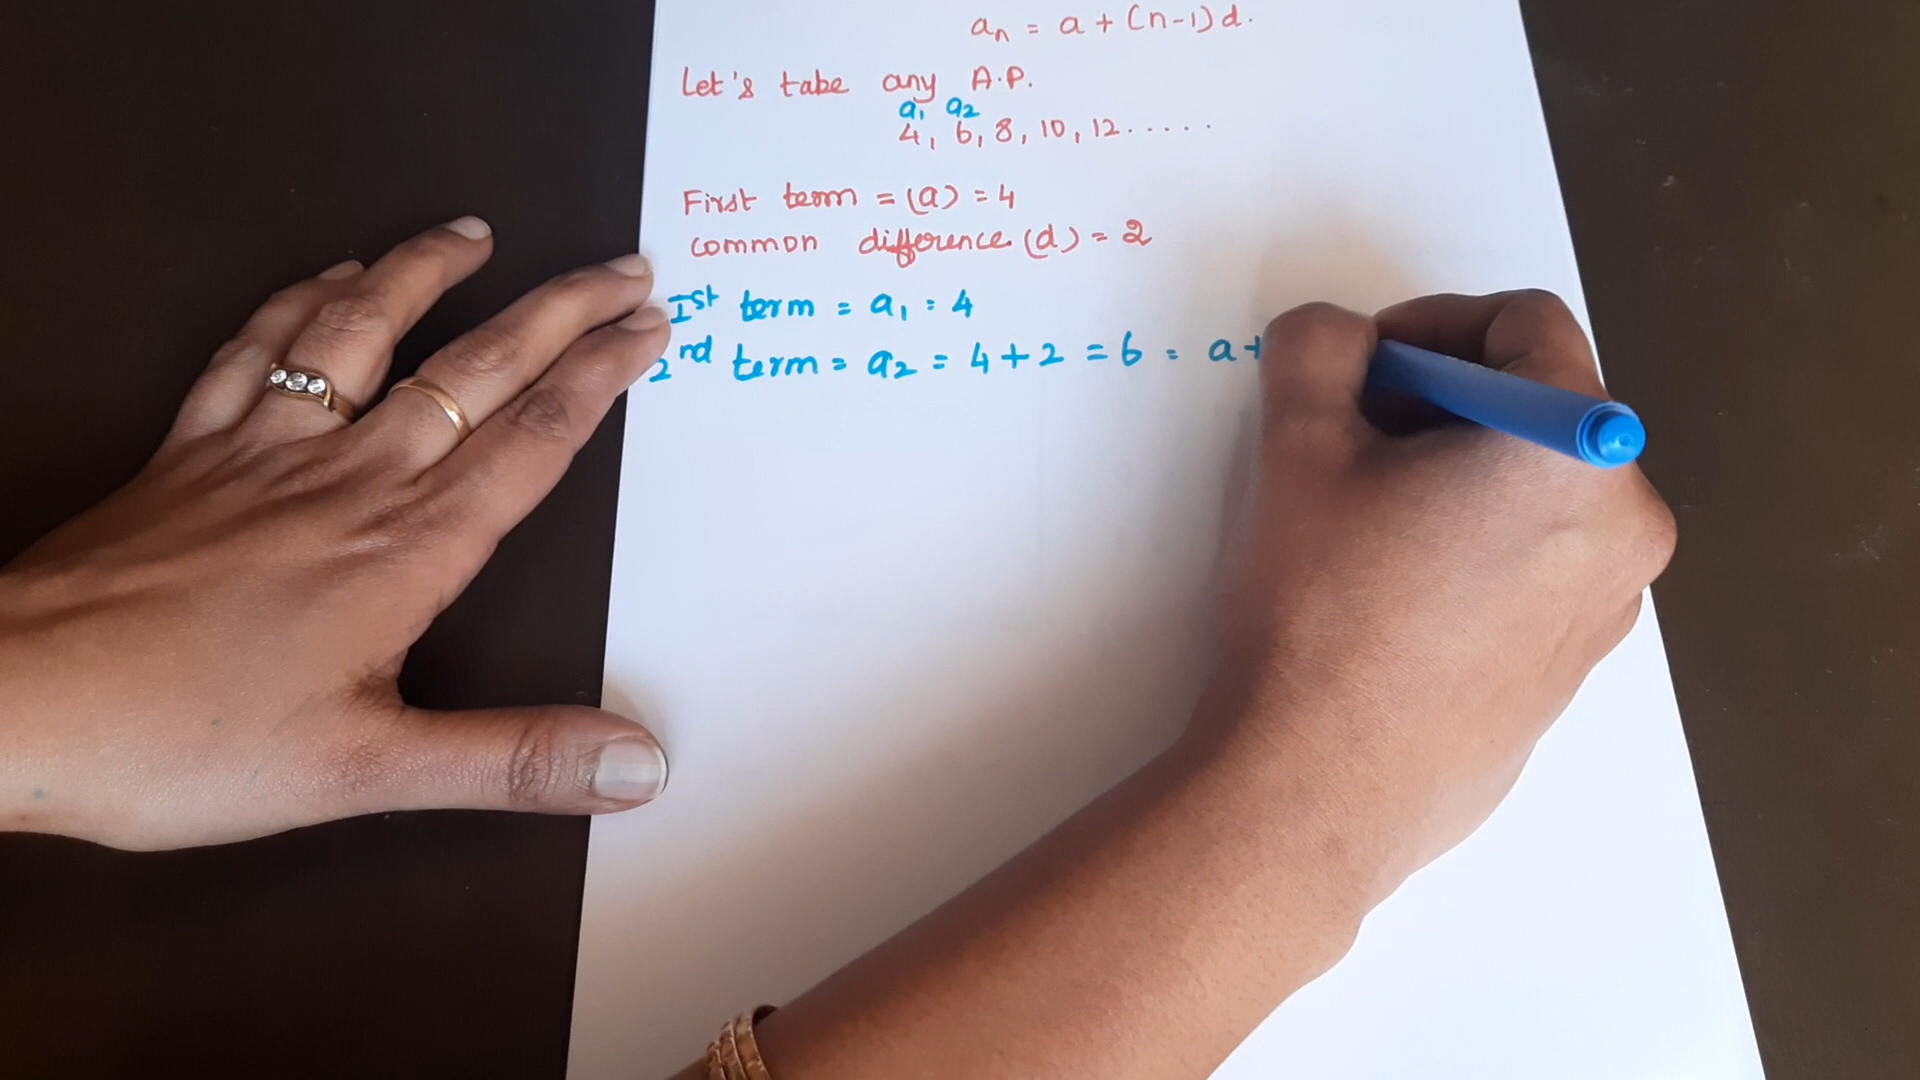 an = a + (n-1)d.
Let's take any A.P.
a1 a2
4, 6, 8, 10, 12.....
First term = (a) = 4
common difference (d) = 2
Ist term = a1 = 4
2nd term = a2 = 4+2 = 6 = a+